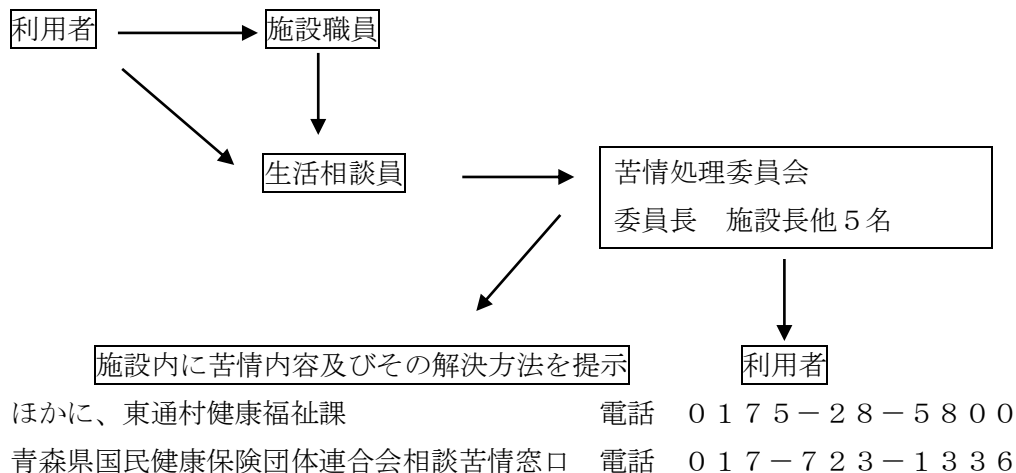 利用者 施設職員
生活相談員
苦情処理委員会
委員長 施設長他５名
施設内に苦情内容及びその解決方法を提示 利用者
ほかに、東通村健康福祉課 電話 ０１７５－２８－５８００
青森県国民健康保険団体連合会相談苦情窓口 電話 ０１７－７２３－１３３６